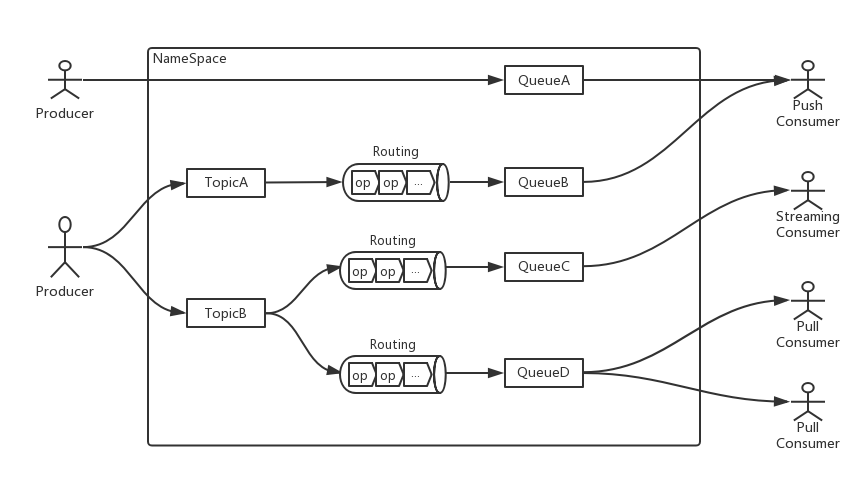 NameSpace
Producer
QueueA
Push
Consumer
Routing
TopicA
op
op
...
QueueB
Streaming
Consumer
Producer
Routing
op
op
...
QueueC
TopicB
Pull
Consumer
Routing
op
op
...
QueueD
Pull
Consumer